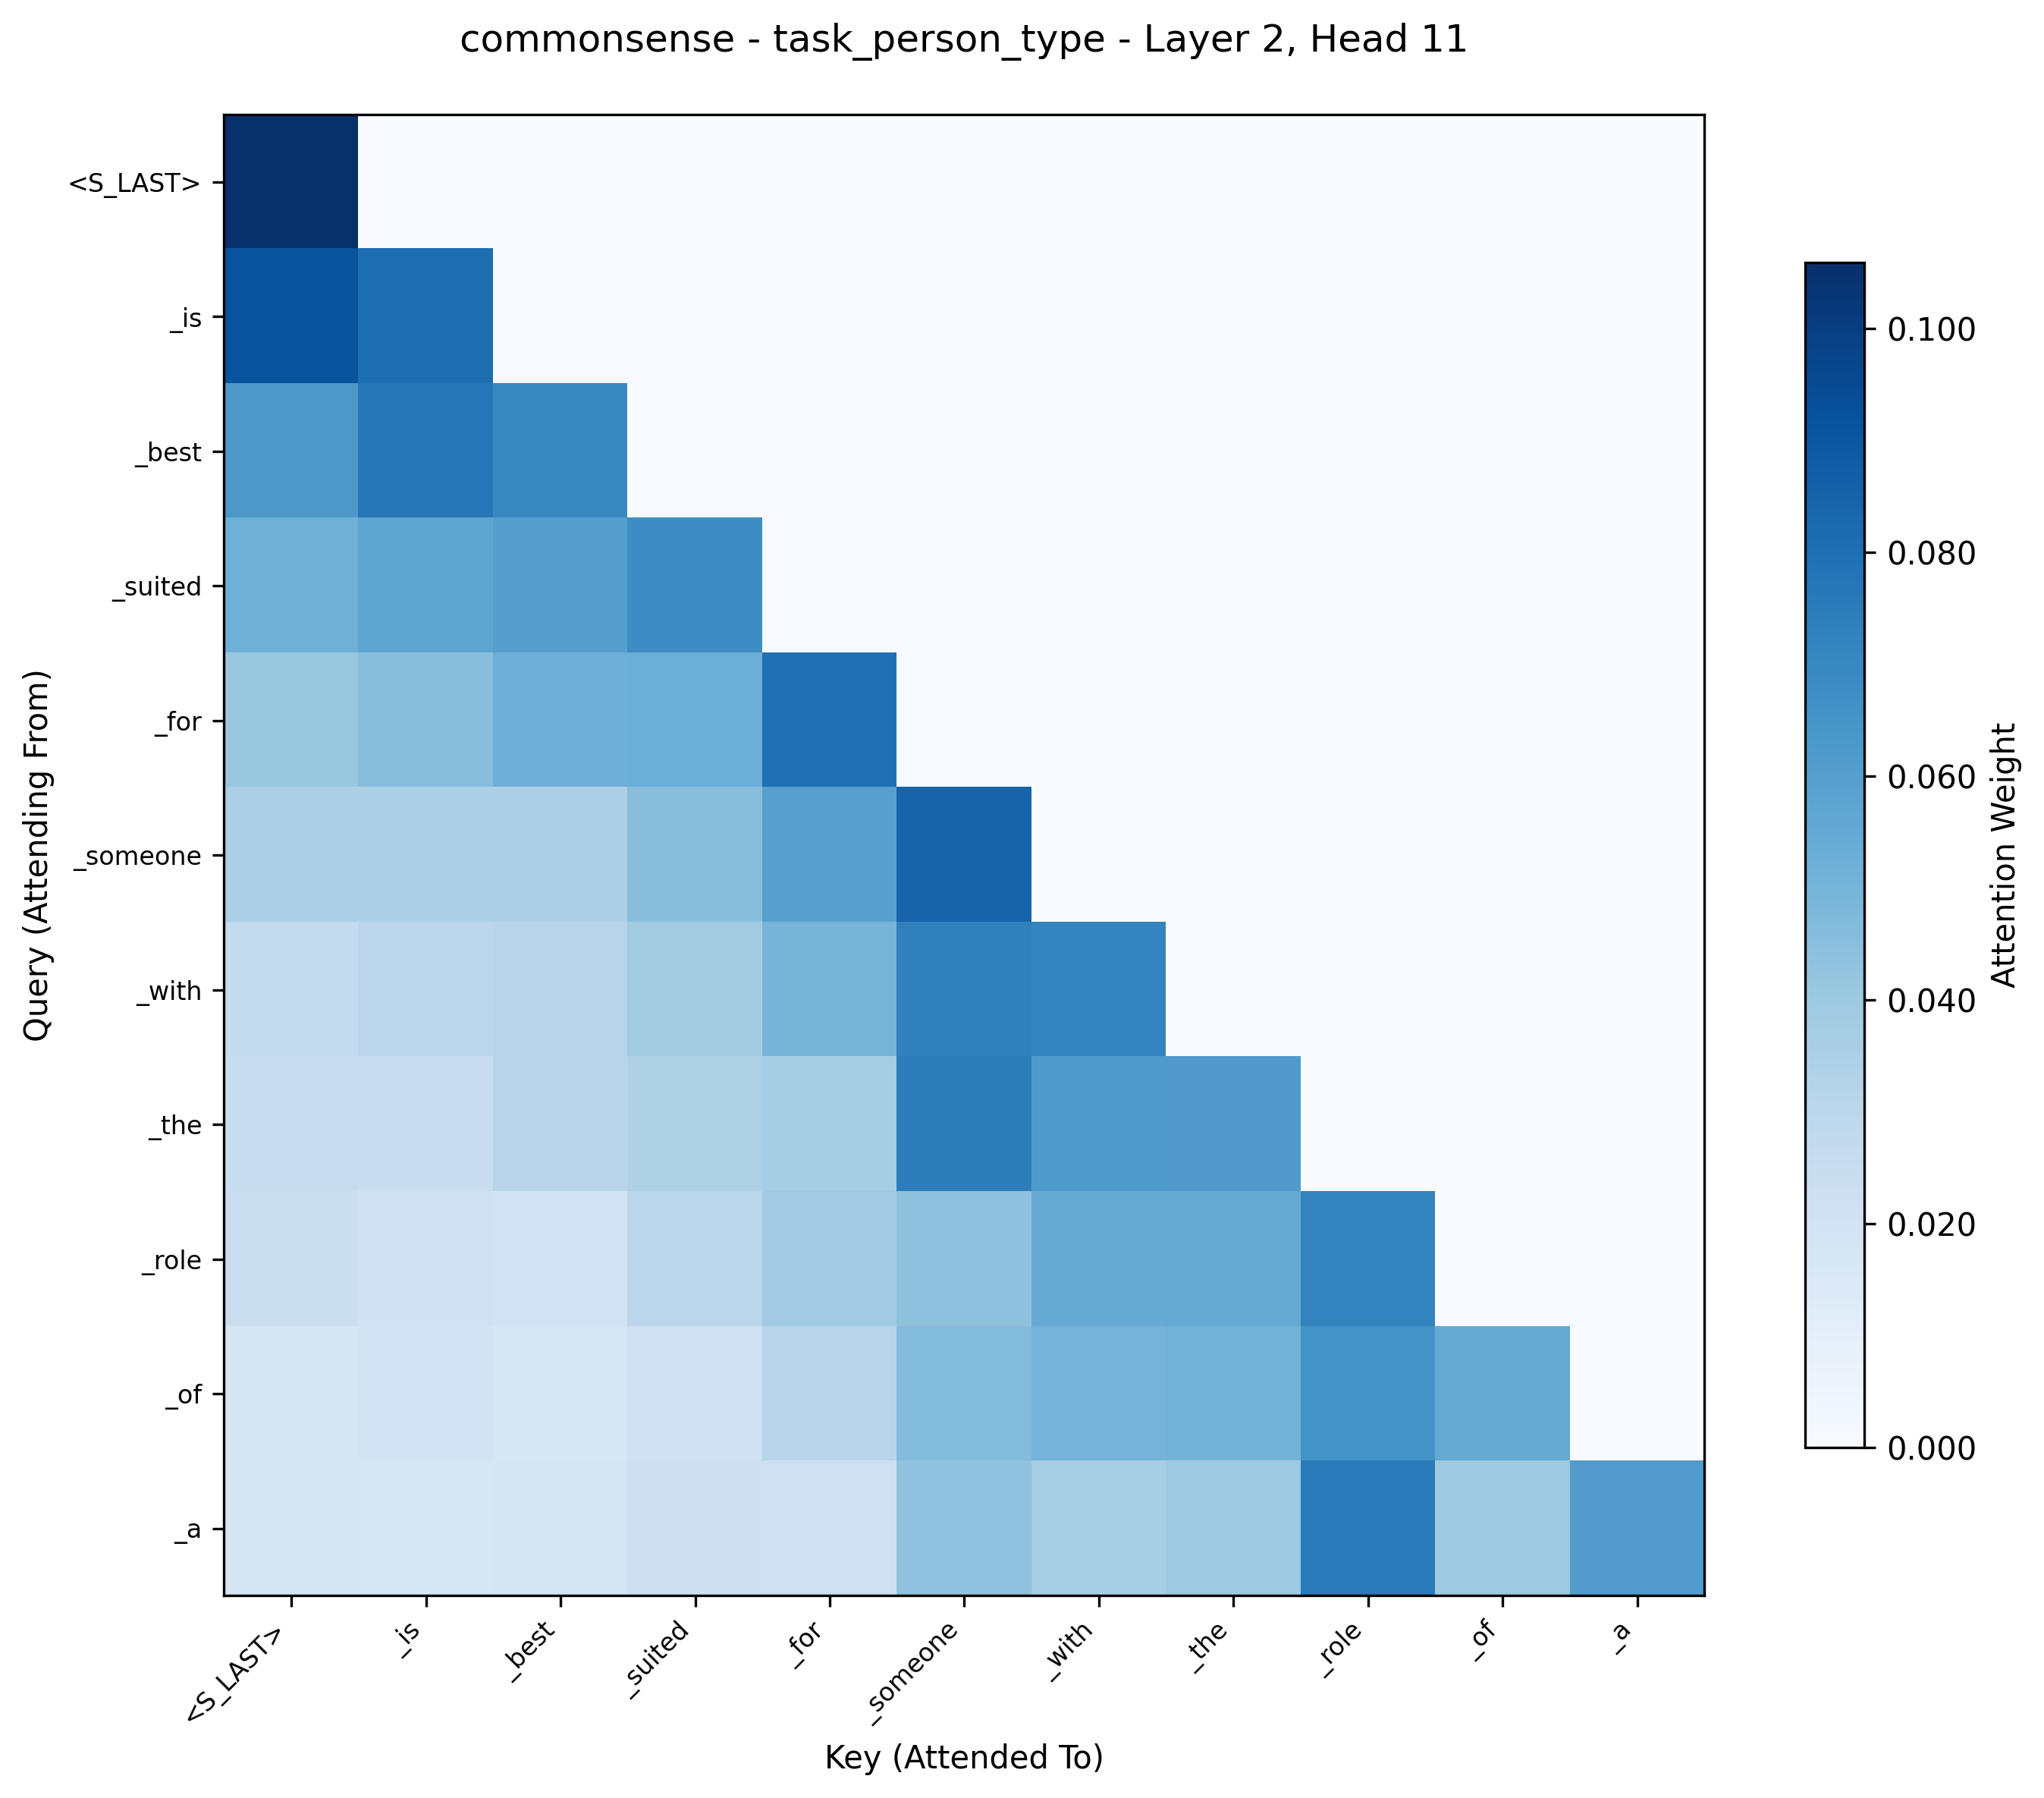 commonsense - task_person_type - Layer 2, Head 11
Query (Attending From)
<S_LAST>
_is
_best
_suited
_for
_someone
_with
_the
_role
_of
_a
<S_LAST>
_is
_best
_suited
_for
_someone
_with
_the
_role
_of
_a
Key (Attended To)
0.100
0.080
0.060
0.040
0.020
0.000
Attention Weight